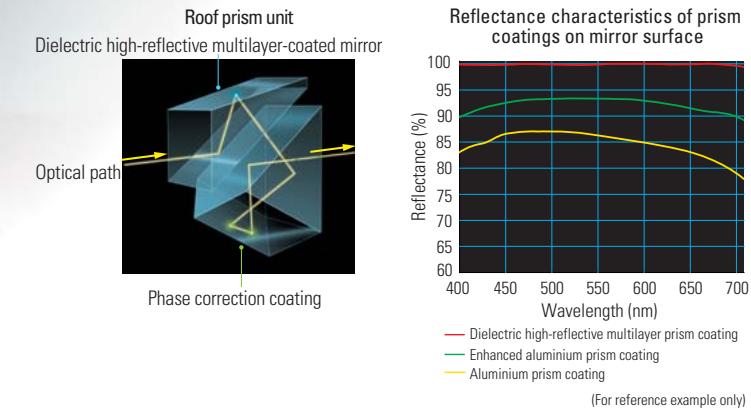 Roof prism unit
Dielectric high-reflective multilayer-coated mirror
Optical path
Phase correction coating
Reflectance characteristics of prism
coatings on mirror surface
Reflectance (%)
100
95
90
85
80
75
70
65
60
400 450 500 550 600 650 700
Wavelength (nm)
Dielectric high-reflective multilayer prism coating
Enhanced aluminium prism coating
Aluminium prism coating
(For reference example only)